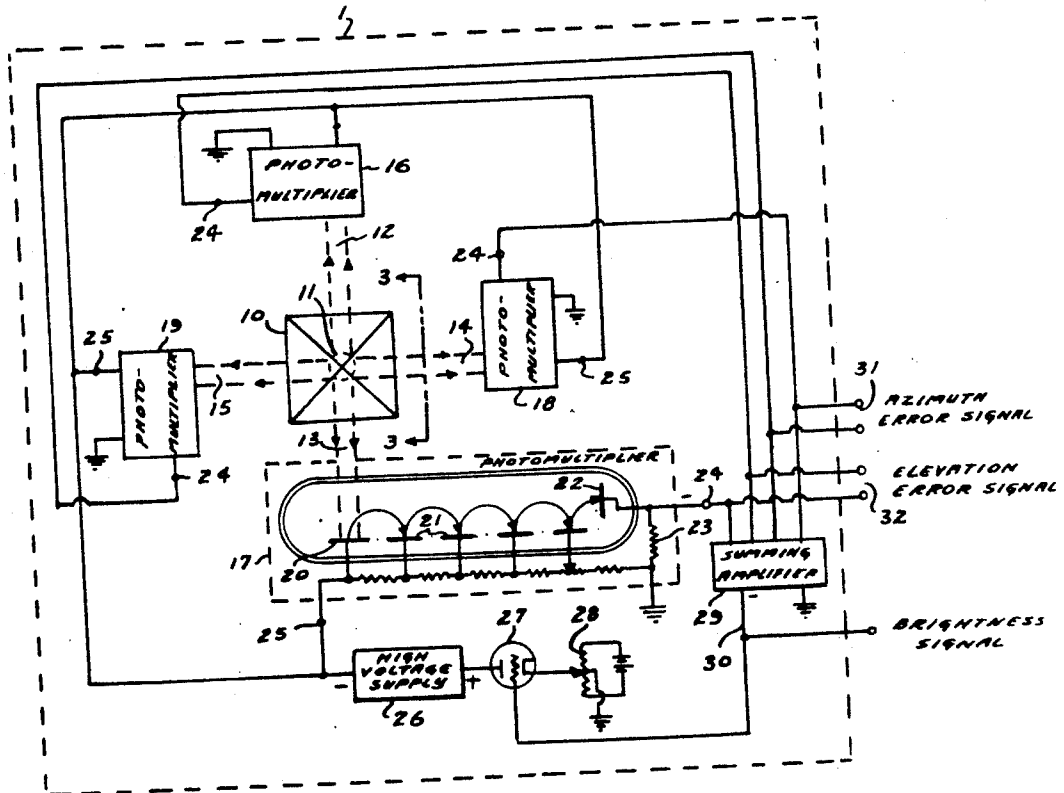 1
PHOTO-
MULTIPLIER
16
24
12
24
3
11
10
PHOTO-
MULTIPLIER
14
25
18
19
25
PHOTO-
MULTIPLIER
15
24
13
3
31
AZIMUTH
ERROR SIGNAL
ELEVATION
ERROR SIGNAL
32
PHOTOMULTIPLIER
22
-
24
21
23
17
20
SUMMING
AMPLIFIER
29
-
25
27
28
30
BRIGHTNESS
SIGNAL
HIGH
VOLTAGE
SUPPLY
-
+
26